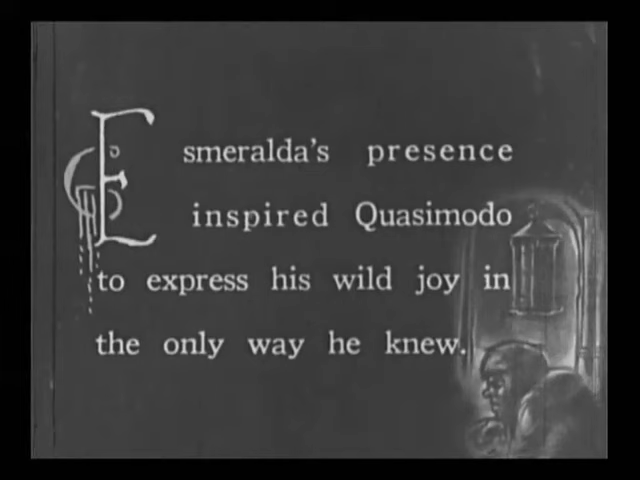 Esmeralda's presence
inspired Quasimodo
to express his wild joy in
the only way he knew.